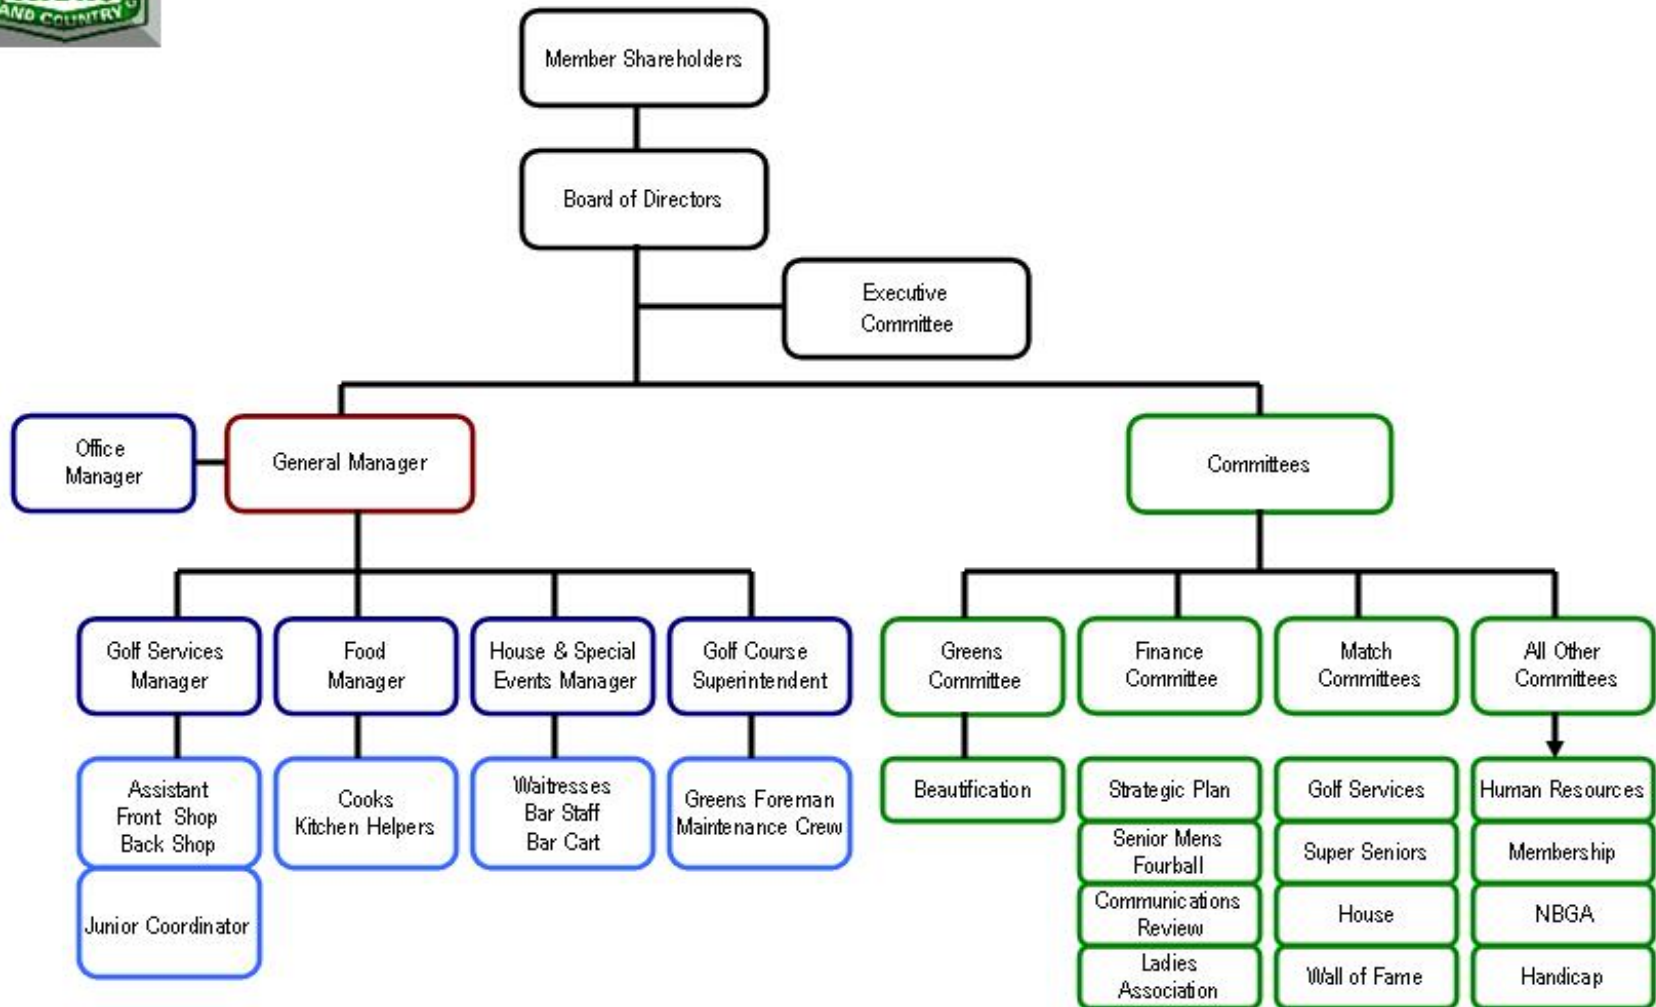 AND COUNTRY
Member Shareholders
Board of Directors
Executive
Committee
Office
Manager
General Manager
Committees
Golf Services
Manager
Food
Manager
House & Special
Events Manager
Golf Course
Superintendent
Greens
Committee
Finance
Committee
Match
Committees
All Other
Committees
Assistant
Front Shop
Back Shop
Cooks
Kitchen Helpers
Waitresses
Bar Staff
Bar Cart
Greens Foreman
Maintenance Crew
Junior Coordinator
Beautification
Strategic Plan
Golf Services
Human Resources
Senior Mens
Fourball
Super Seniors
Membership
Communications
Review
House
NBGA
Ladies
Association
Wall of Fame
Handicap